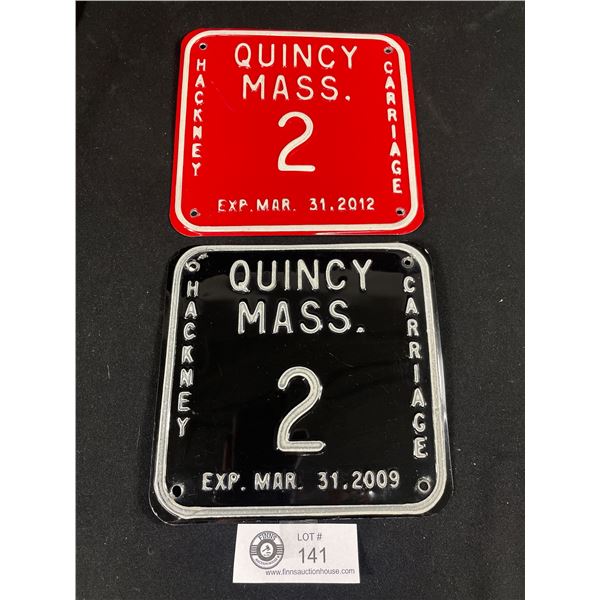 QUINCY
MASS.
HACKNEY
2
CARRIAGE
EXP. MAR. 31, 2012
QUINCY
MASS.
HACKNEY
2
CARRIAGE
EXP. MAR. 31, 2009
FINNS
LOT #
141
www.finnsauctionhouse.com